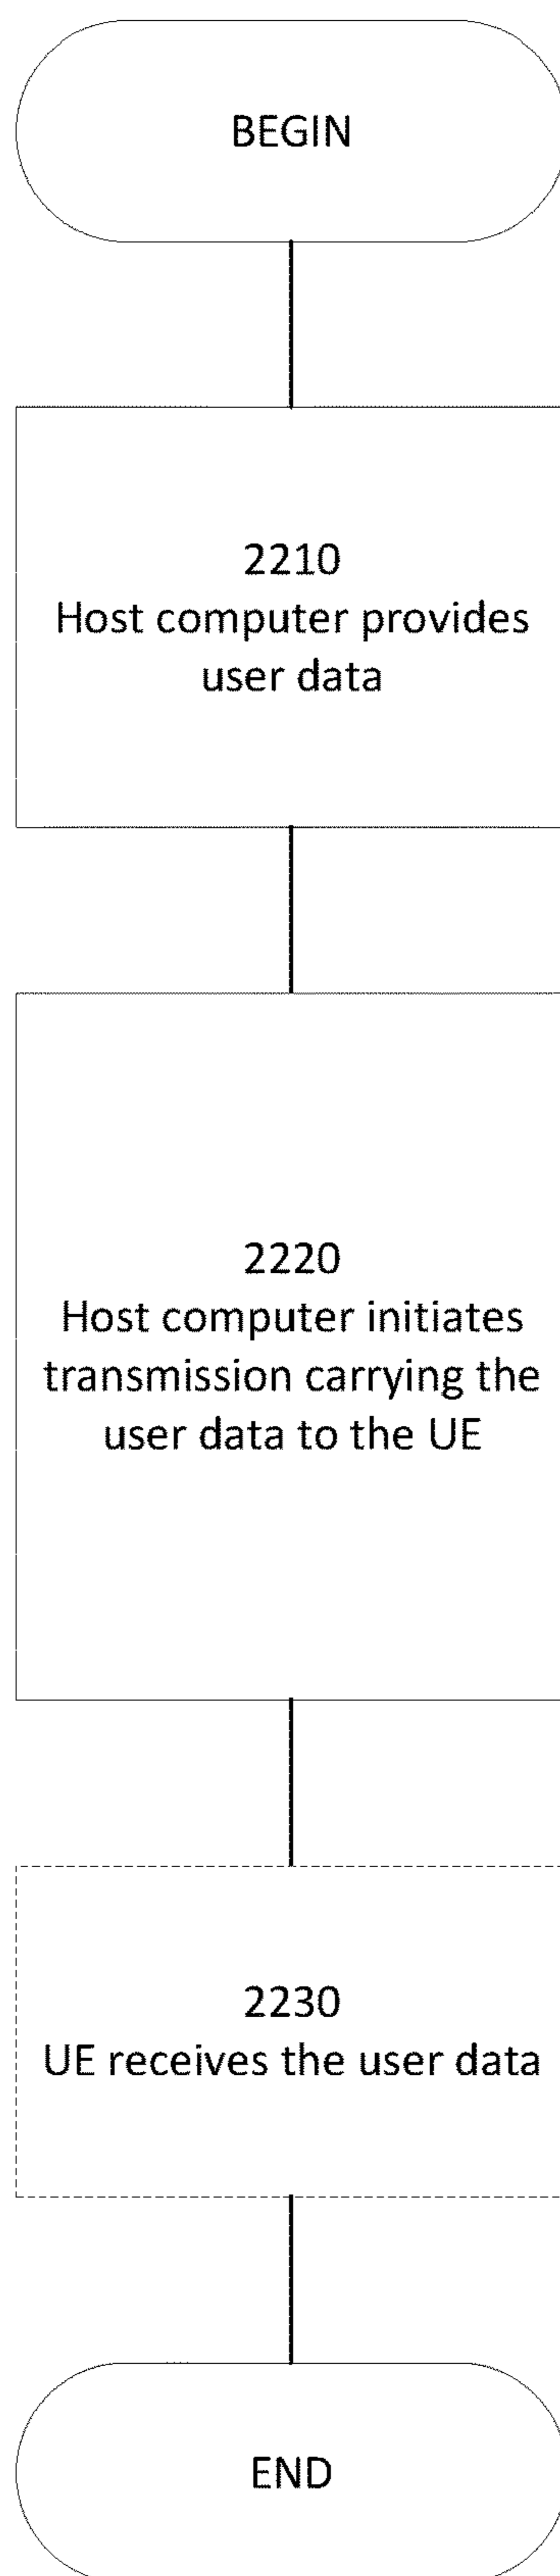 BEGIN
2210
Host computer provides
user data
2220
Host computer initiates
transmission carrying the
user data to the UE
2230
UE receives the user data
END